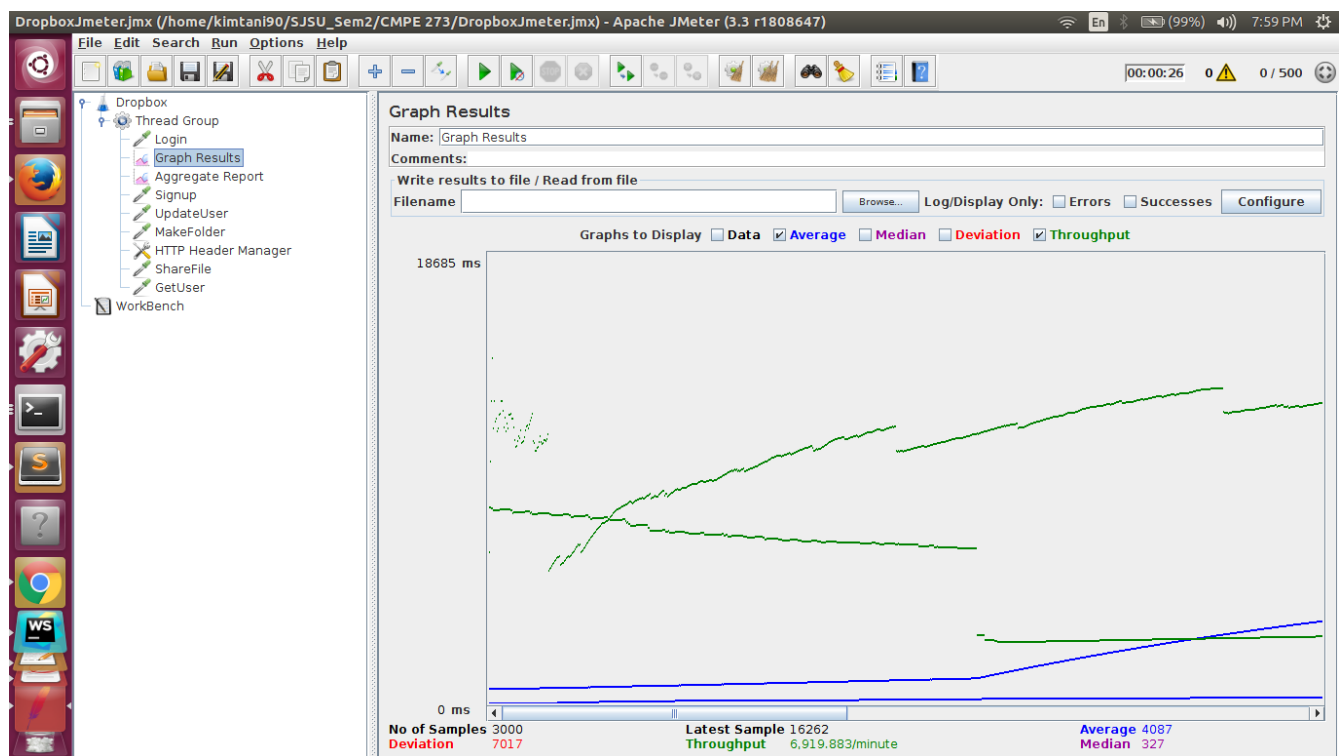 DropboxJmeter.jmx (/home/kimtani90/SJSU_Sem2/CMPE 273/DropboxJmeter.jmx) - Apache JMeter (3.3 r1808647) En (99%) 7:59 PM
File Edit Search Run Options Help
00:00:26 0 0 / 500
Dropbox
Thread Group
Login
Graph Results
Aggregate Report
Signup
UpdateUser
MakeFolder
HTTP Header Manager
ShareFile
GetUser
WorkBench
Graph Results
Name: Graph Results
Comments:
Write results to file / Read from file
Filename Browse... Log/Display Only: Errors Successes Configure
Graphs to Display Data Average Median Deviation Throughput
18685 ms
0 ms
No of Samples 3000 Latest Sample 16262 Average 4087
Deviation 7017 Throughput 6,919.883/minute Median 327
>_
S
?
WS